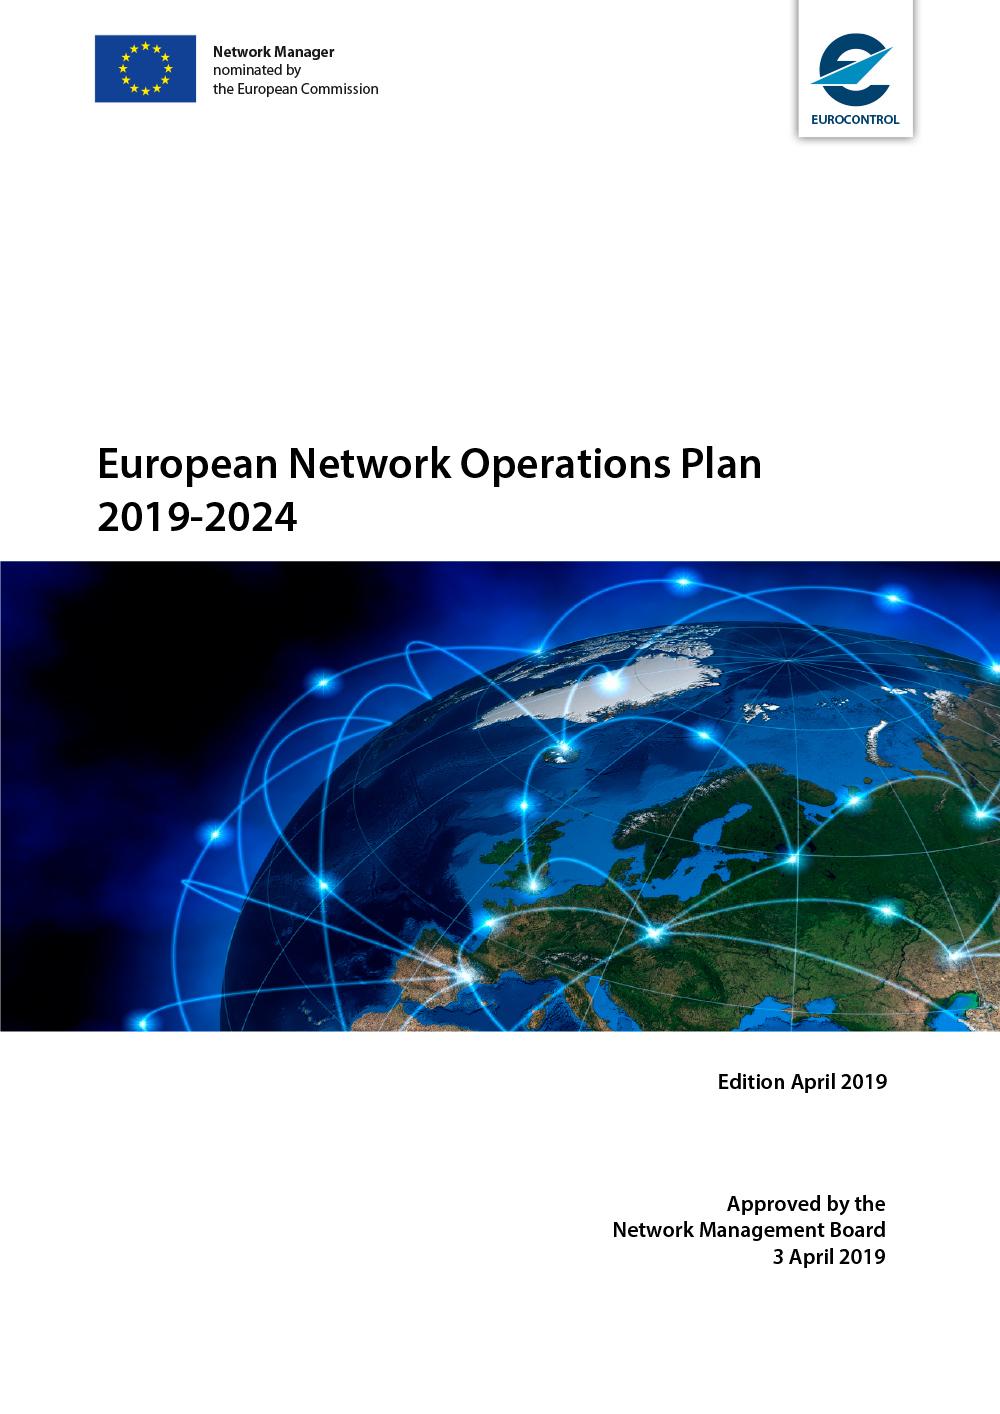 Network Manager
nominated by
the European Commission
EUROCONTROL
European Network Operations Plan
2019-2024
Edition April 2019
Approved by the
Network Management Board
3 April 2019